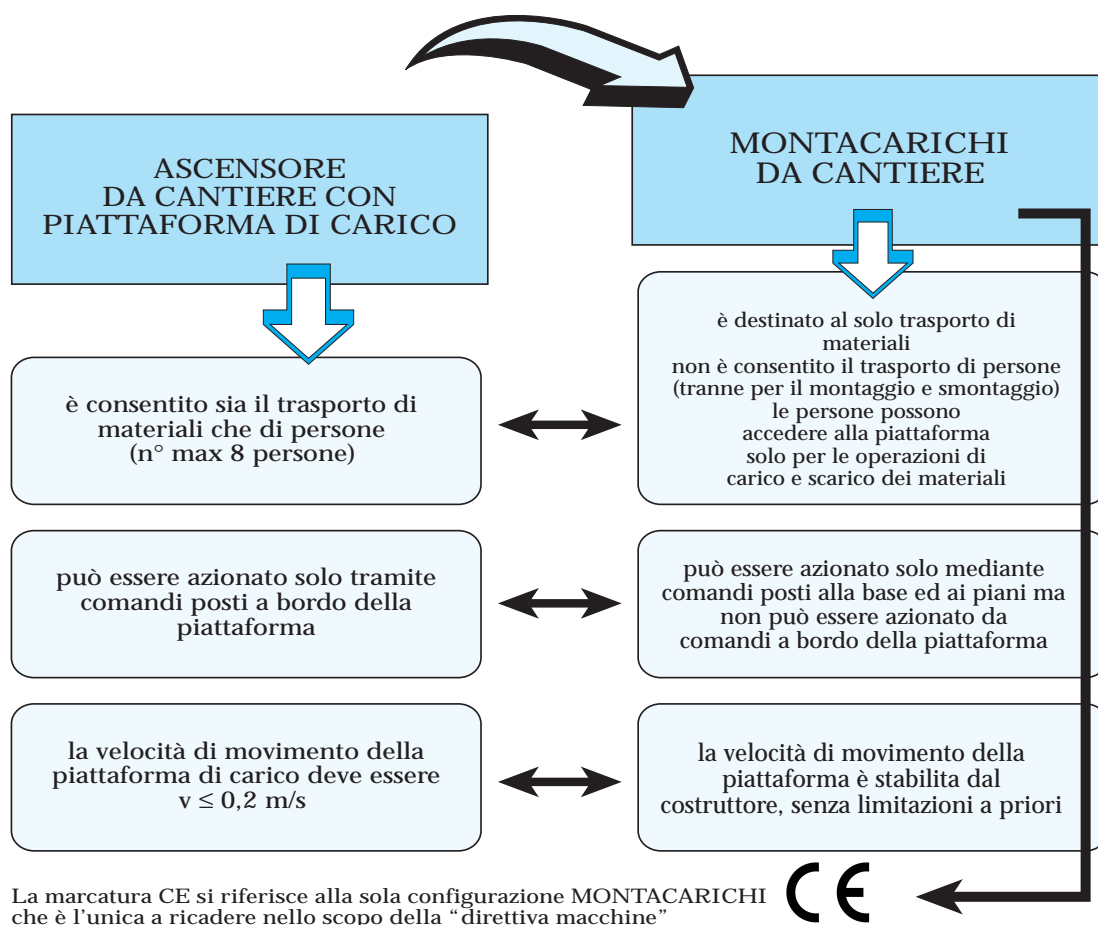 ASCENSORE
DA CANTIERE CON
PIATTAFORMA DI CARICO
MONTACARICHI
DA CANTIERE
è consentito sia il trasporto di
materiali che di persone
(n° max 8 persone)
è destinato al solo trasporto di
materiali
non è consentito il trasporto di persone
(tranne per il montaggio e smontaggio)
le persone possono
accedere alla piattaforma
solo per le operazioni di
carico e scarico dei materiali
può essere azionato solo tramite
comandi posti a bordo della
piattaforma
può essere azionato solo mediante
comandi posti alla base ed ai piani ma
non può essere azionato da
comandi a bordo della piattaforma
la velocità di movimento della
piattaforma di carico deve essere
v ≤ 0,2 m/s
la velocità di movimento della
piattaforma è stabilita dal
costruttore, senza limitazioni a priori
La marcatura CE si riferisce alla sola configurazione MONTACARICHI
che è l'unica a ricadere nello scopo della “direttiva macchine”
CE